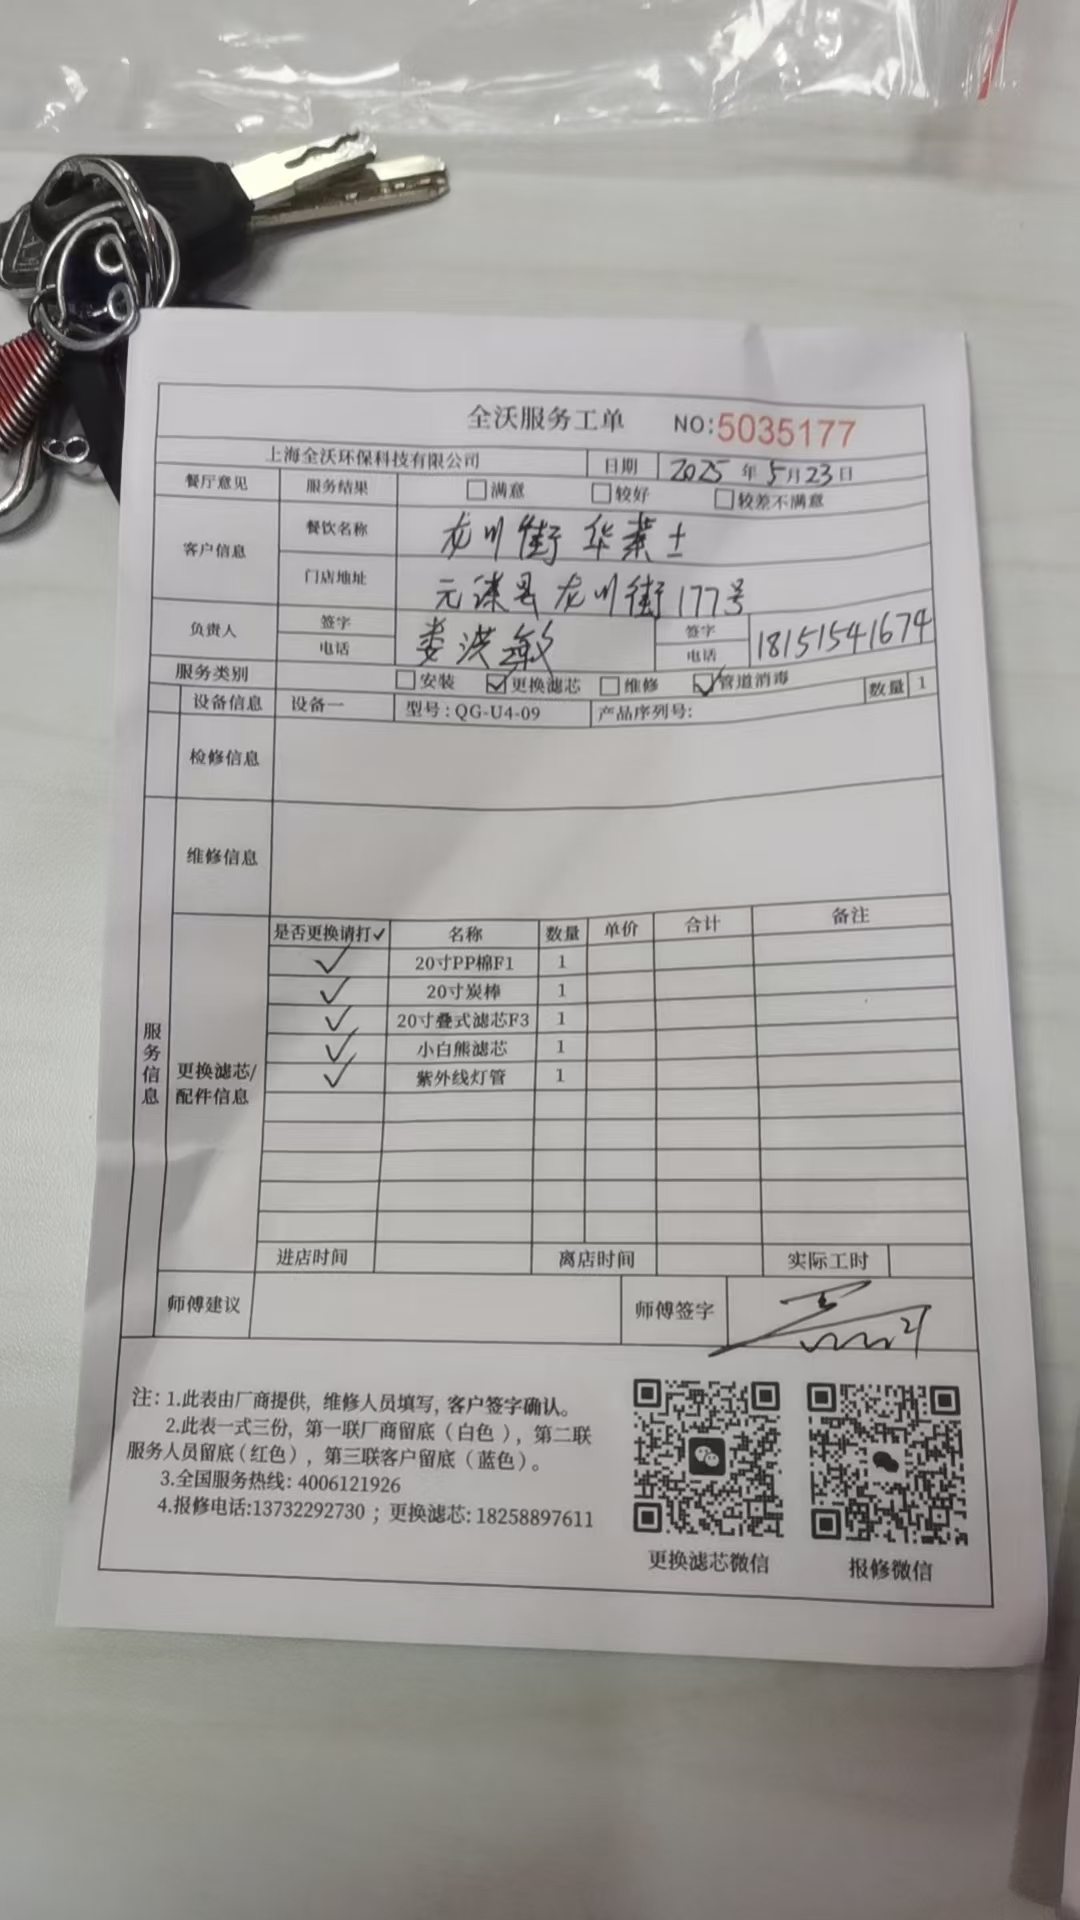 全沃服务工单 NO:5035177
上海全沃环保科技有限公司 日期 2025 年 5月23日
餐厅意见 服务结果 满意 较好 较差不满意
客户信息 餐饮名称 龙川街 华莱士
门店地址 元谋县龙川街177号
负责人 签字 娄洪敏 签字
电话 电话 18151541674
服务类别 安装 更换滤芯 维修 管道消毒 数量 1
设备信息 设备一 型号:QG-U4-09 产品序列号:
检修信息
维修信息
服务信息
更换滤芯/配件信息
是否更换请打✓ 名称 数量 单价 合计 备注
✓ 20寸PP棉F1 1
✓ 20寸炭棒 1
✓ 20寸叠式滤芯F3 1
✓ 小白熊滤芯 1
✓ 紫外线灯管 1
进店时间 离店时间 实际工时
师傅建议 师傅签字
注: 1.此表由厂商提供, 维修人员填写, 客户签字确认。
2.此表一式三份, 第一联厂商留底(白色), 第二联
服务人员留底(红色), 第三联客户留底(蓝色)。
3.全国服务热线: 4006121926
4.报修电话:13732292730 ; 更换滤芯: 18258897611
更换滤芯微信 报修微信